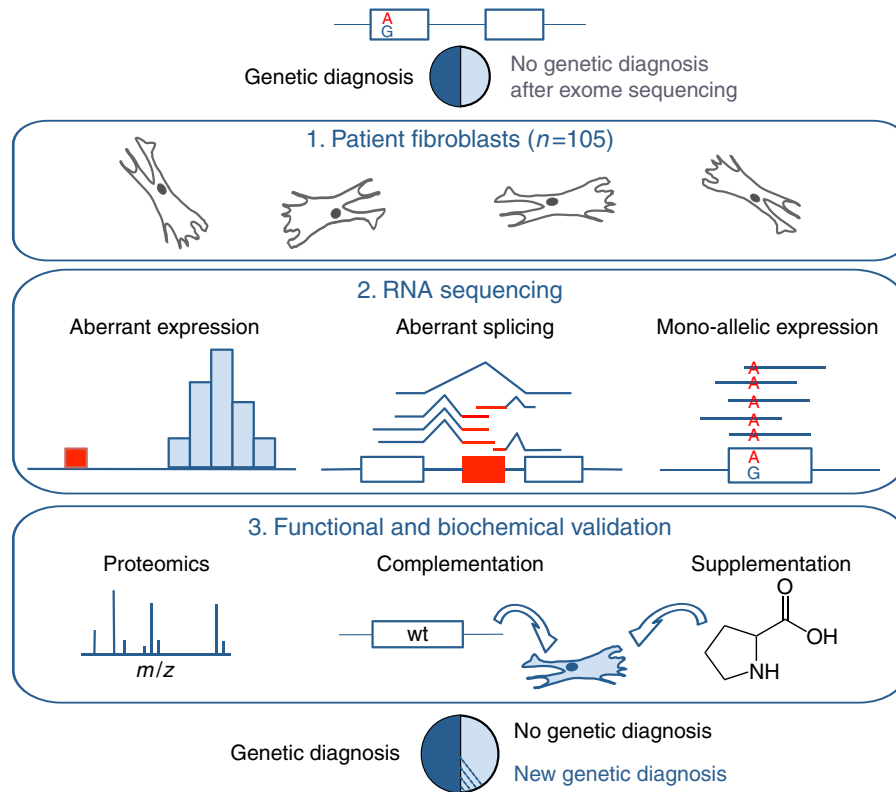 A
G
Genetic diagnosis
No genetic diagnosis
after exome sequencing
1. Patient fibroblasts (n=105)
2. RNA sequencing
Aberrant expression
Aberrant splicing
Mono-allelic expression
A
A
A
A
A
A
G
3. Functional and biochemical validation
Proteomics
Complementation
Supplementation
m/z
wt
O
OH
NH
Genetic diagnosis
No genetic diagnosis
New genetic diagnosis